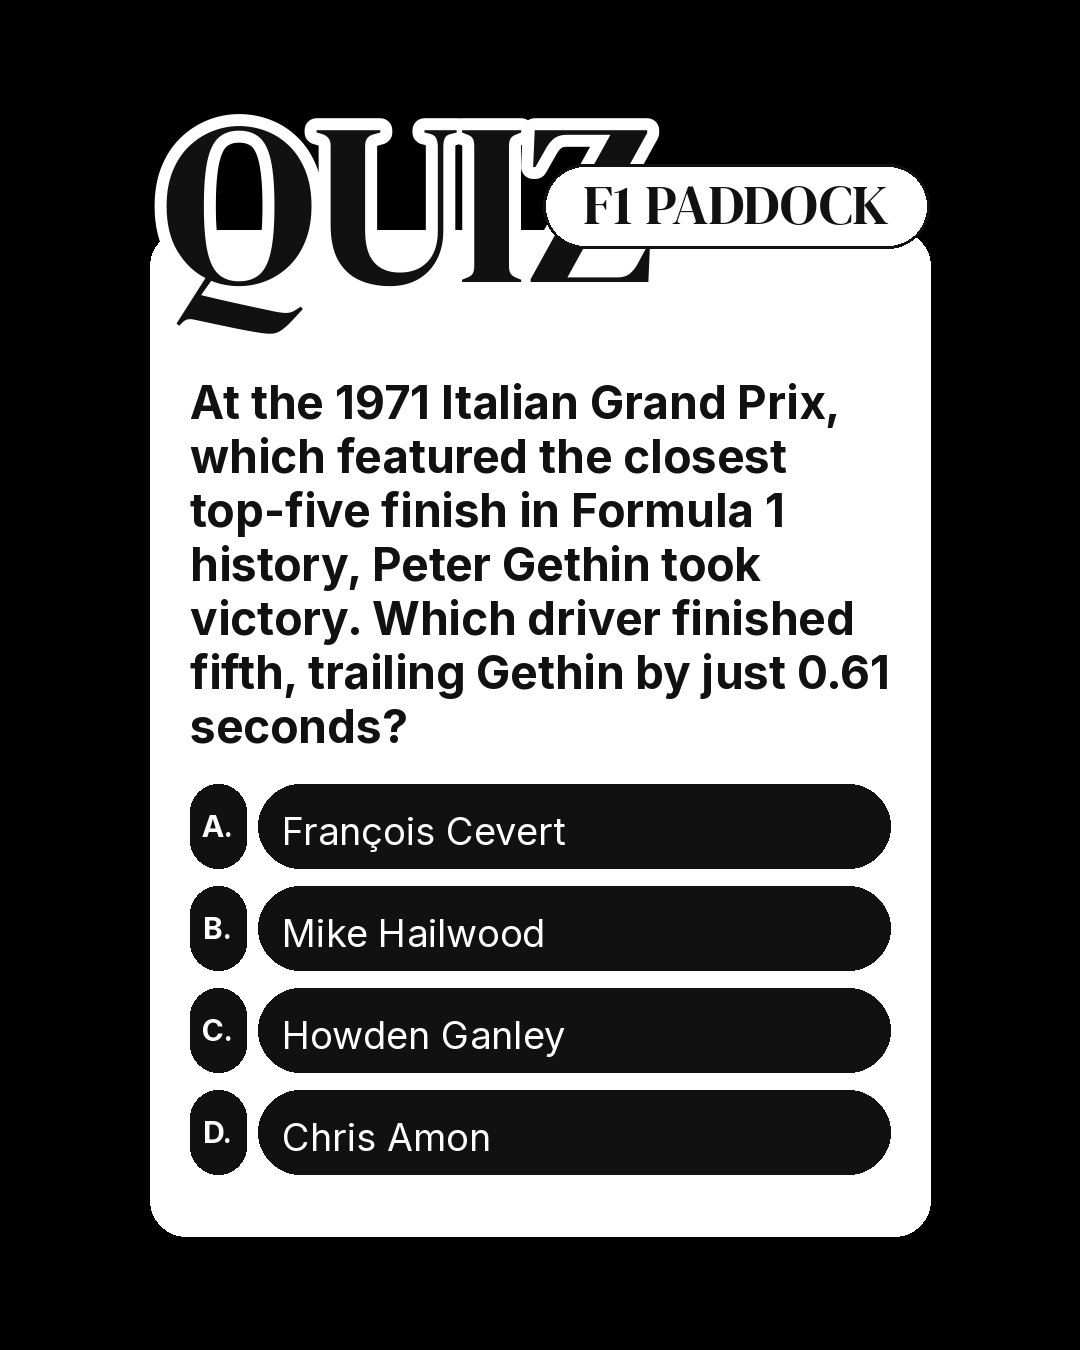 QUIZ
F1 PADDOCK
At the 1971 Italian Grand Prix,
which featured the closest
top-five finish in Formula 1
history, Peter Gethin took
victory. Which driver finished
fifth, trailing Gethin by just 0.61
seconds?
A. François Cevert
B. Mike Hailwood
C. Howden Ganley
D. Chris Amon